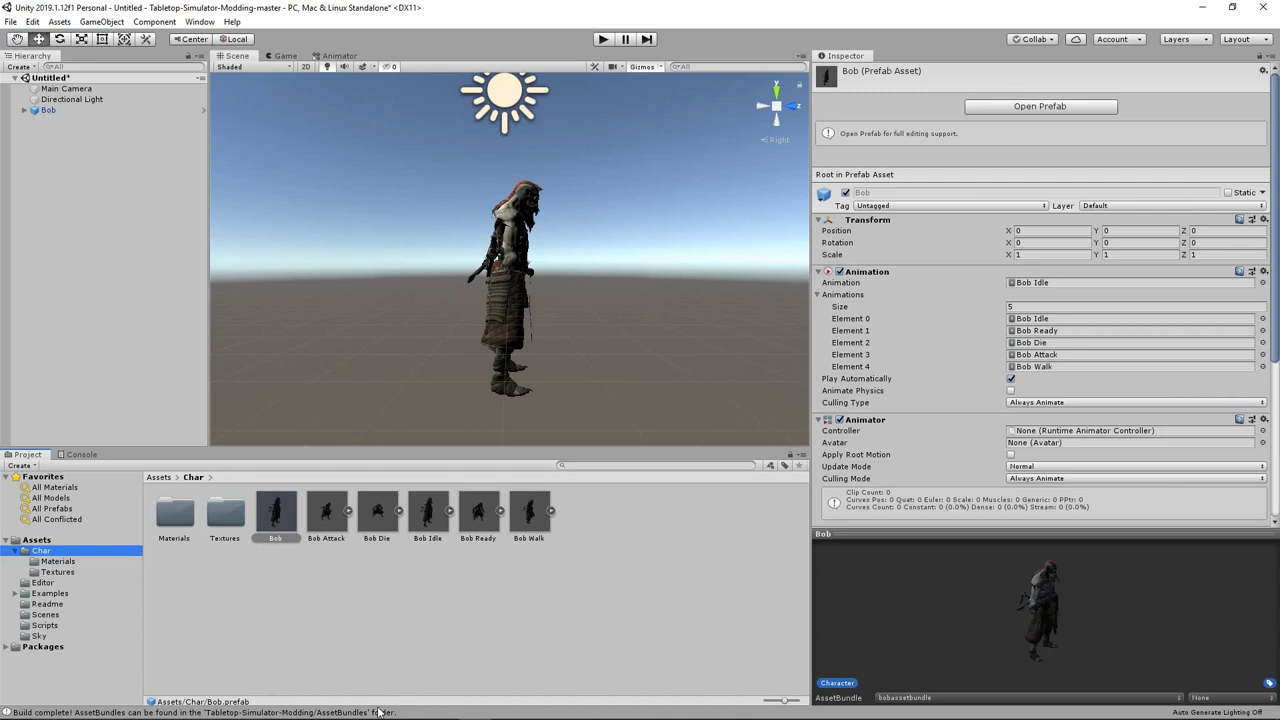 Unity 2019.1.12f1 Personal - Untitled - Tabletop-Simulator-Modding-master - PC, Mac & Linux Standalone* <DX11>
File Edit Assets GameObject Component Window Help
Center Local Collab Account Layers Layout
Hierarchy
Create All
Untitled*
Main Camera
Directional Light
Bob
Scene Game Animator
Shaded 2D 0 Gizmos All
y
z
Right
Inspector
Bob (Prefab Asset)
Open Prefab
Open Prefab for full editing support.
Root in Prefab Asset
Bob Static
Tag Untagged Layer Default
Transform
Position X 0 Y 0 Z 0
Rotation X 0 Y 0 Z 0
Scale X 1 Y 1 Z 1
Animation
Animation Bob Idle
Animations
Size 5
Element 0 Bob Idle
Element 1 Bob Ready
Element 2 Bob Die
Element 3 Bob Attack
Element 4 Bob Walk
Play Automatically
Animate Physics
Culling Type Always Animate
Animator
Controller None (Runtime Animator Controller)
Avatar None (Avatar)
Apply Root Motion
Update Mode Normal
Culling Mode Always Animate
Clip Count: 0
Curves Pos: 0 Quat: 0 Euler: 0 Scale: 0 Muscles: 0 Generic: 0 PPtr: 0
Curves Count: 0 Constant: 0 (0.0%) Dense: 0 (0.0%) Stream: 0 (0.0%)
Bob
Character
AssetBundle bobassetbundle None
Project Console
Create
Favorites
All Materials
All Models
All Prefabs
All Conflicted
Assets
Char
Materials
Textures
Editor
Examples
Readme
Scenes
Scripts
Sky
Packages
Assets Char
Materials Textures Bob Bob Attack Bob Die Bob Idle Bob Ready Bob Walk
Assets/Char/Bob.prefab
Build complete! AssetBundles can be found in the 'Tabletop-Simulator-Modding/AssetBundles' folder.
Auto Generate Lighting Off